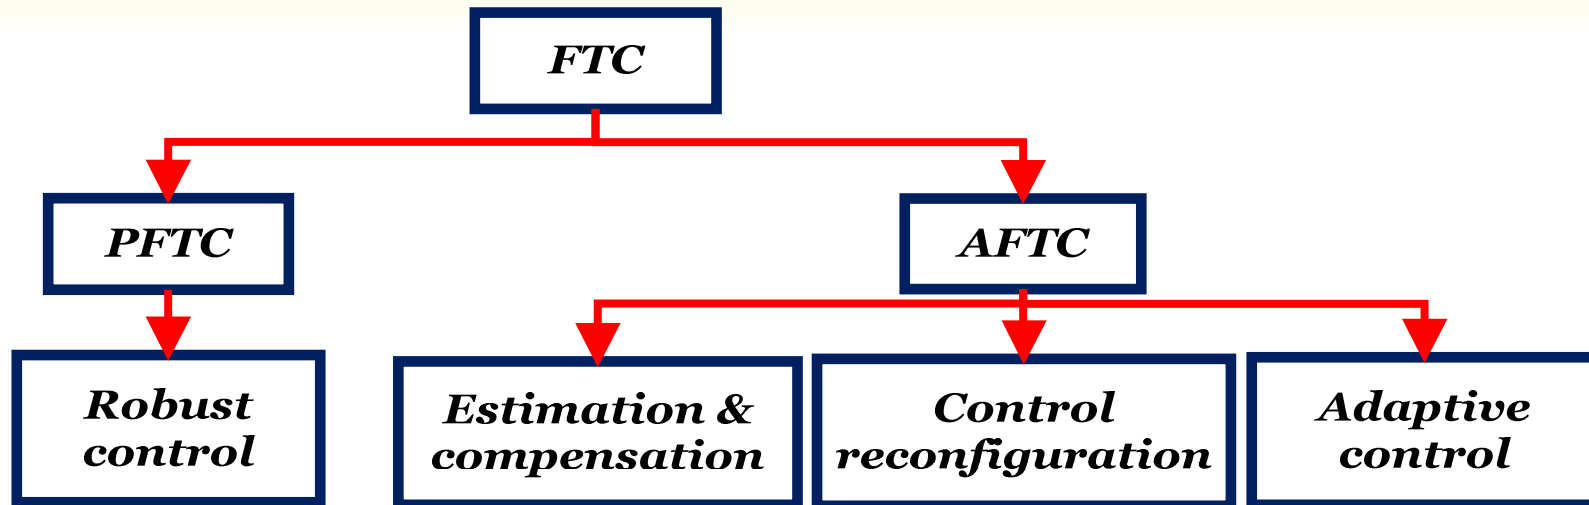 FTC
PFTC
AFTC
Robust
control
Estimation &
compensation
Control
reconfiguration
Adaptive
control